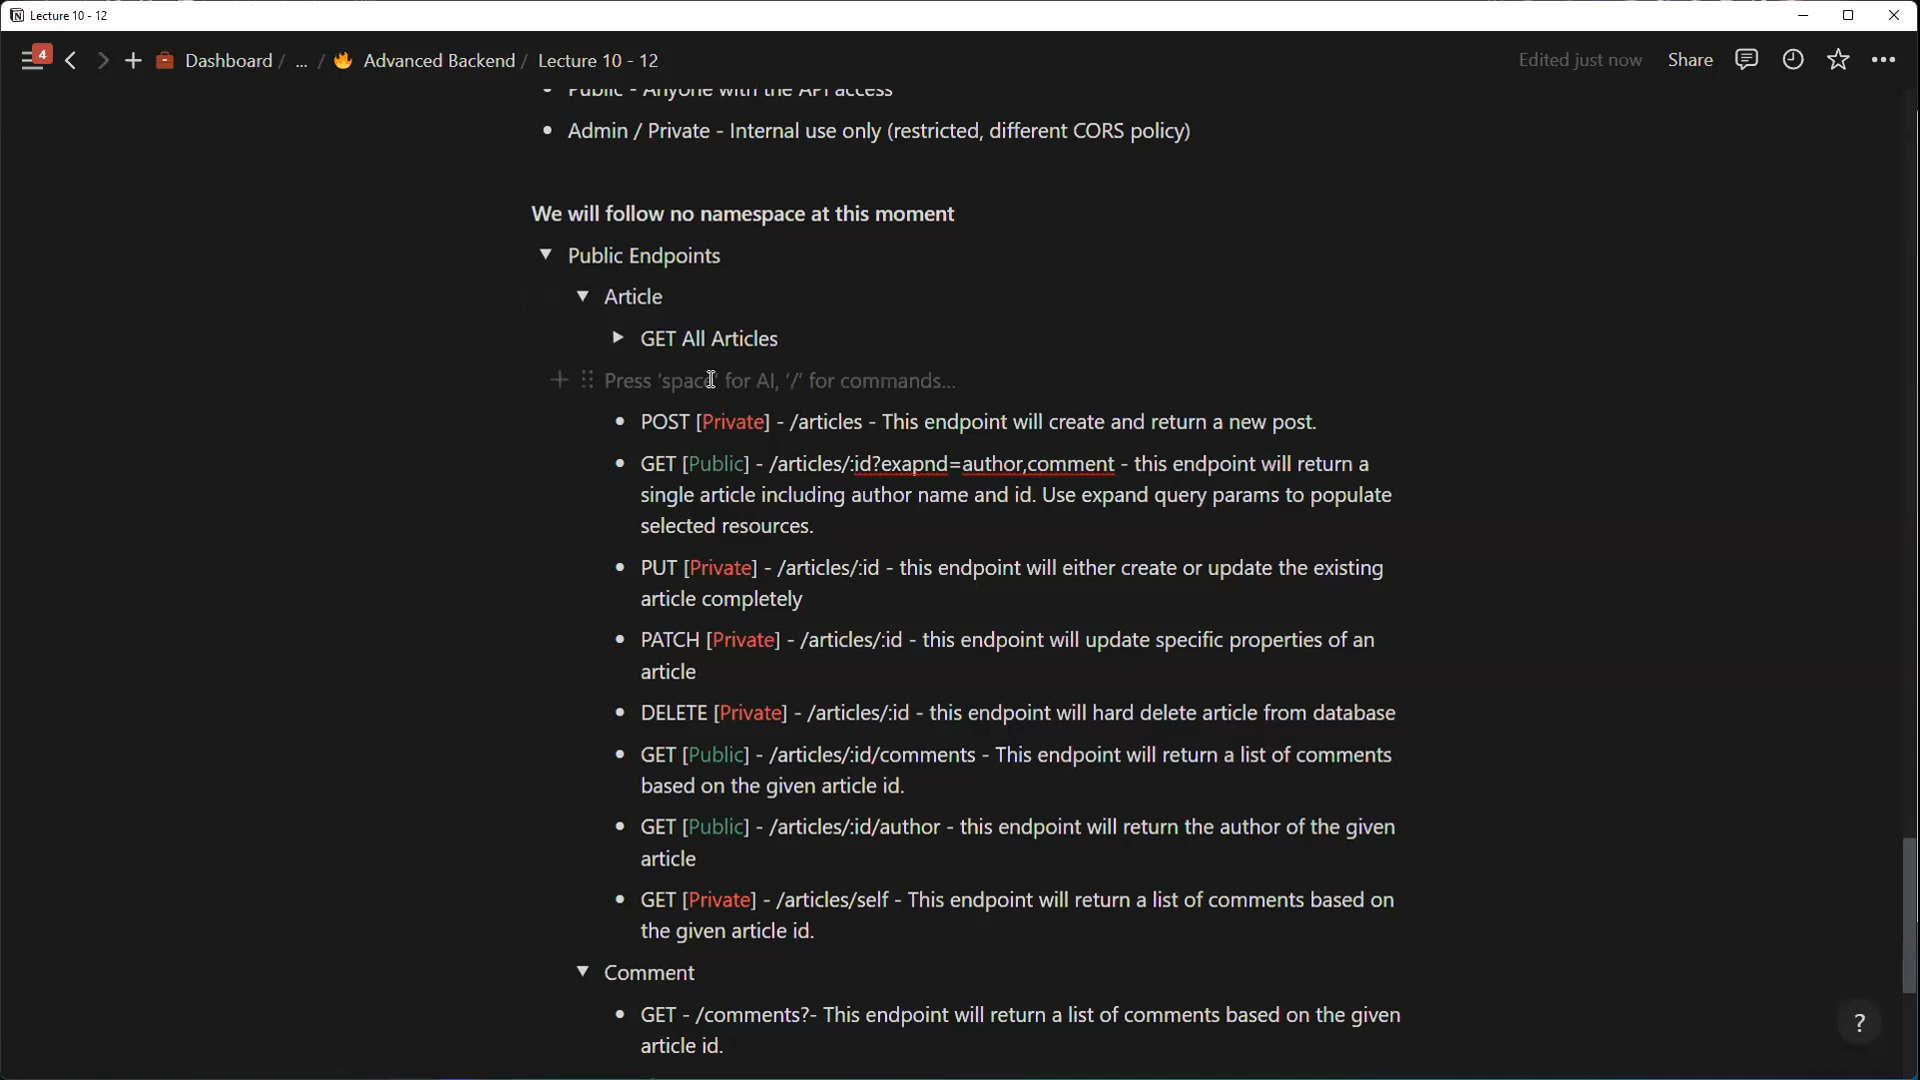 Lecture 10 - 12
4
Dashboard / ... / Advanced Backend / Lecture 10 - 12
Edited just now
Share
Public - Anyone with the API access
Admin / Private - Internal use only (restricted, different CORS policy)
We will follow no namespace at this moment
Public Endpoints
Article
GET All Articles
Press 'space' for AI, '/' for commands...
POST [Private] - /articles - This endpoint will create and return a new post.
GET [Public] - /articles/:id?exapnd=author,comment - this endpoint will return a
single article including author name and id. Use expand query params to populate
selected resources.
PUT [Private] - /articles/:id - this endpoint will either create or update the existing
article completely
PATCH [Private] - /articles/:id - this endpoint will update specific properties of an
article
DELETE [Private] - /articles/:id - this endpoint will hard delete article from database
GET [Public] - /articles/:id/comments - This endpoint will return a list of comments
based on the given article id.
GET [Public] - /articles/:id/author - this endpoint will return the author of the given
article
GET [Private] - /articles/self - This endpoint will return a list of comments based on
the given article id.
Comment
GET - /comments?- This endpoint will return a list of comments based on the given
article id.
?